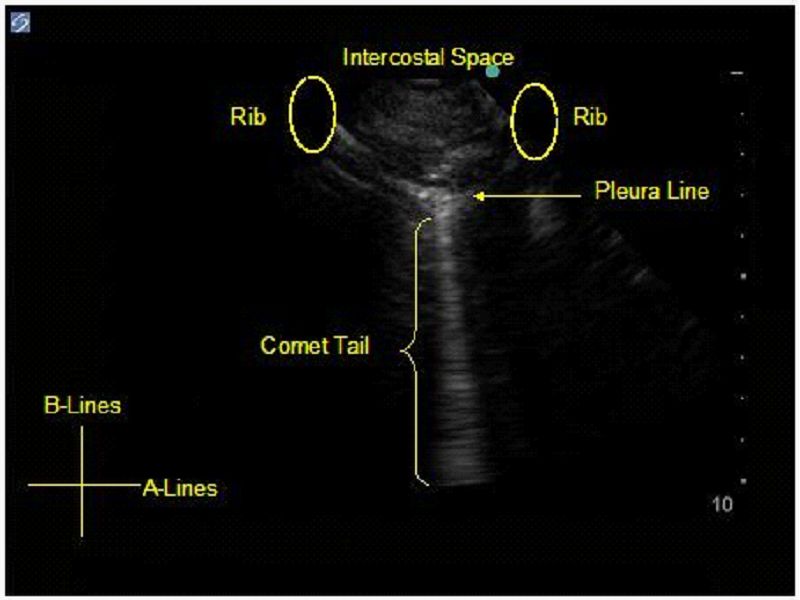 Intercostal Space
Rib
Rib
Pleura Line
Comet Tail
B-Lines
A-Lines
10